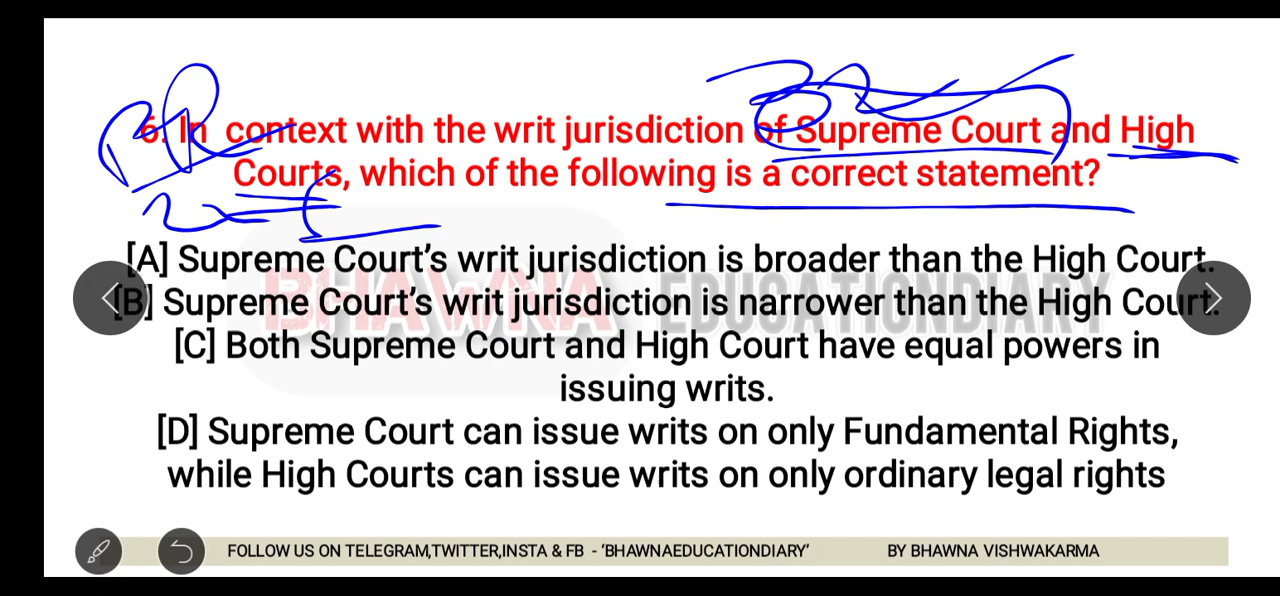 6. In context with the writ jurisdiction of Supreme Court and High
Courts, which of the following is a correct statement?
[A] Supreme Court's writ jurisdiction is broader than the High Court.
[B] Supreme Court's writ jurisdiction is narrower than the High Court.
[C] Both Supreme Court and High Court have equal powers in
issuing writs.
[D] Supreme Court can issue writs on only Fundamental Rights,
while High Courts can issue writs on only ordinary legal rights
BHAWNA EDUCATIONDIARY
FOLLOW US ON TELEGRAM,TWITTER,INSTA & FB - 'BHAWNAEDUCATIONDIARY' BY BHAWNA VISHWAKARMA